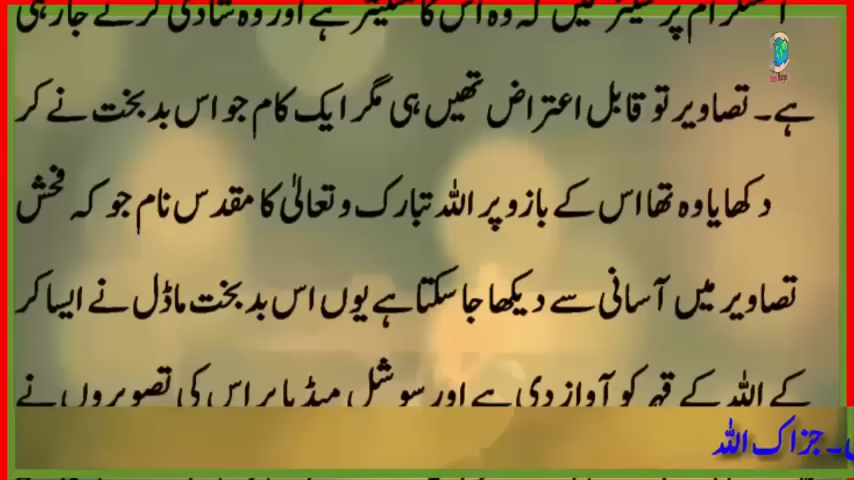 پر شیئر کیں کہ وہ اس کا منگیتر ہے اور وہ شادی کرنے جا رہی
ہے۔ تصاویر تو قابل اعتراض تھیں ہی مگر ایک کام جو اس بدبخت نے کر
دکھایا وہ تھا اس کے بازو پر اللہ تبارک و تعالیٰ کا مقدس نام جو کہ فحش
تصاویر میں آسانی سے دیکھا جا سکتا ہے یوں اس بدبخت ماڈل نے ایسا کر
کے اللہ کے قہر کو آواز دی ہے اور سوشل میڈیا پر اس کی تصویروں نے
۔ جزاک اللہ